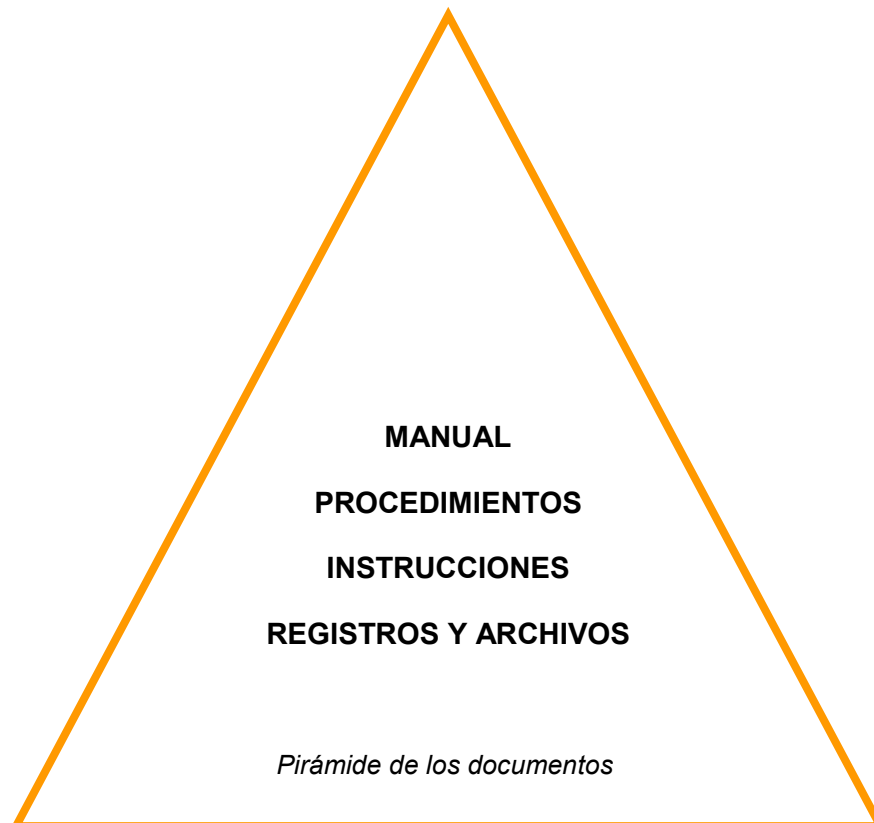 MANUAL
PROCEDIMIENTOS
INSTRUCCIONES
REGISTROS Y ARCHIVOS
Pirámide de los documentos